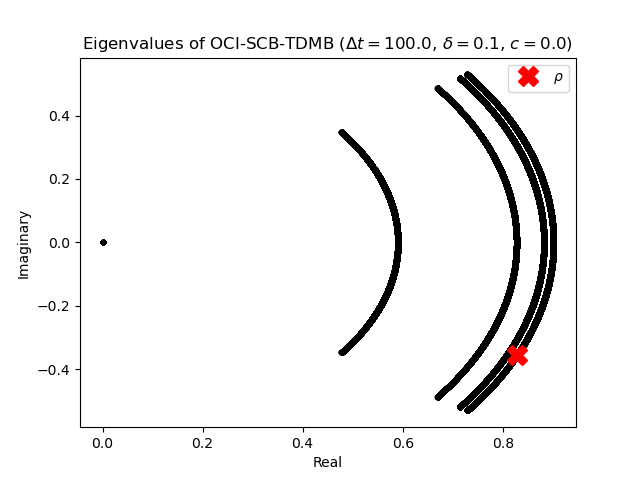 Eigenvalues of OCI-SCB-TDMB (Δt = 100.0, δ = 0.1, c = 0.0)
ρ
0.4
0.2
0.0
−0.2
−0.4
Imaginary
0.0 0.2 0.4 0.6 0.8
Real